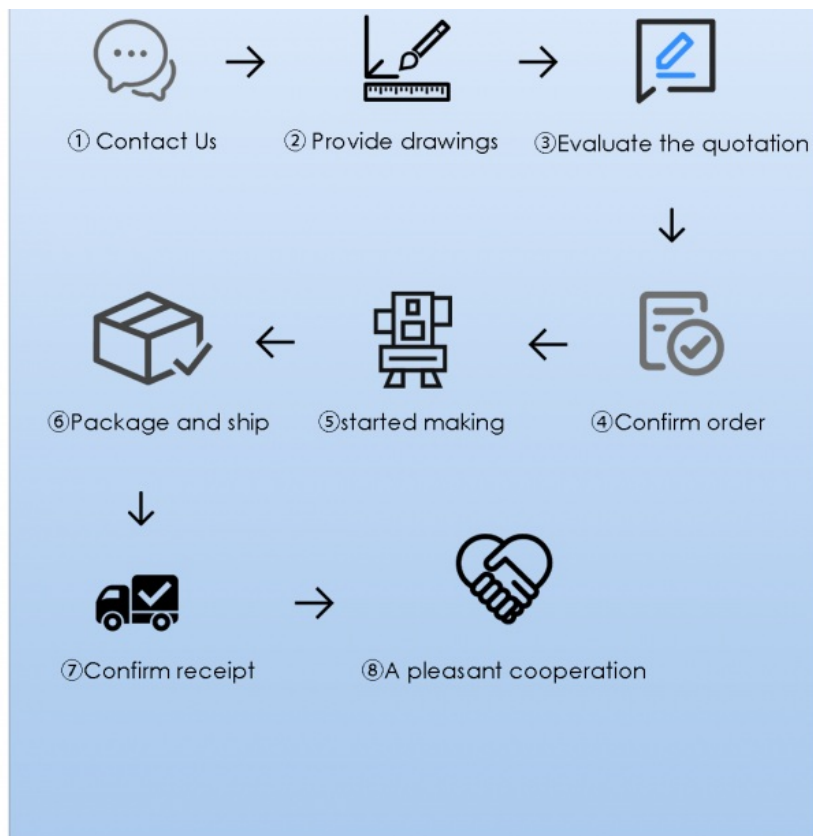 ① Contact Us
② Provide drawings
③Evaluate the quotation
④Confirm order
⑤started making
⑥Package and ship
⑦Confirm receipt
⑧A pleasant cooperation